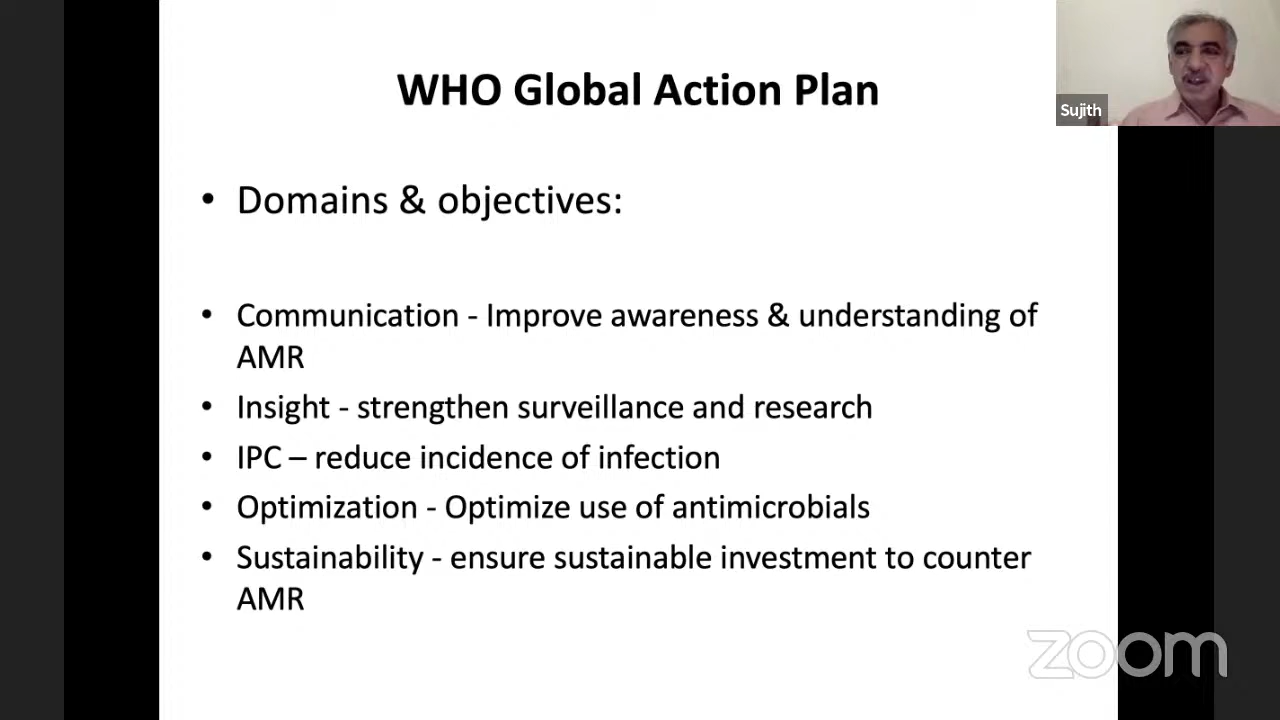 WHO Global Action Plan
Sujith
• Domains & objectives:
• Communication - Improve awareness & understanding of
AMR
• Insight - strengthen surveillance and research
• IPC – reduce incidence of infection
• Optimization - Optimize use of antimicrobials
• Sustainability - ensure sustainable investment to counter
AMR
zoom